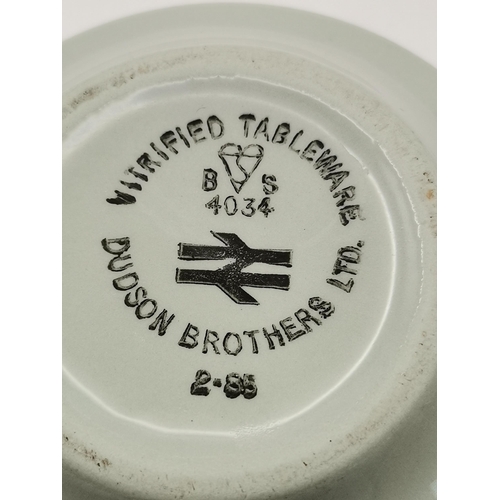 VITRIFIED TABLEWARE
B S
4034
DUDSON BROTHERS LTD.
2-85